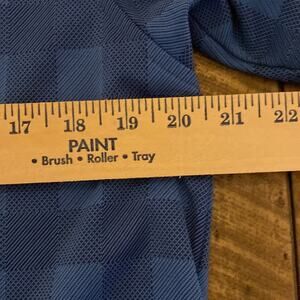 17 18 19 20 21 22
PAINT
• Brush • Roller • Tray